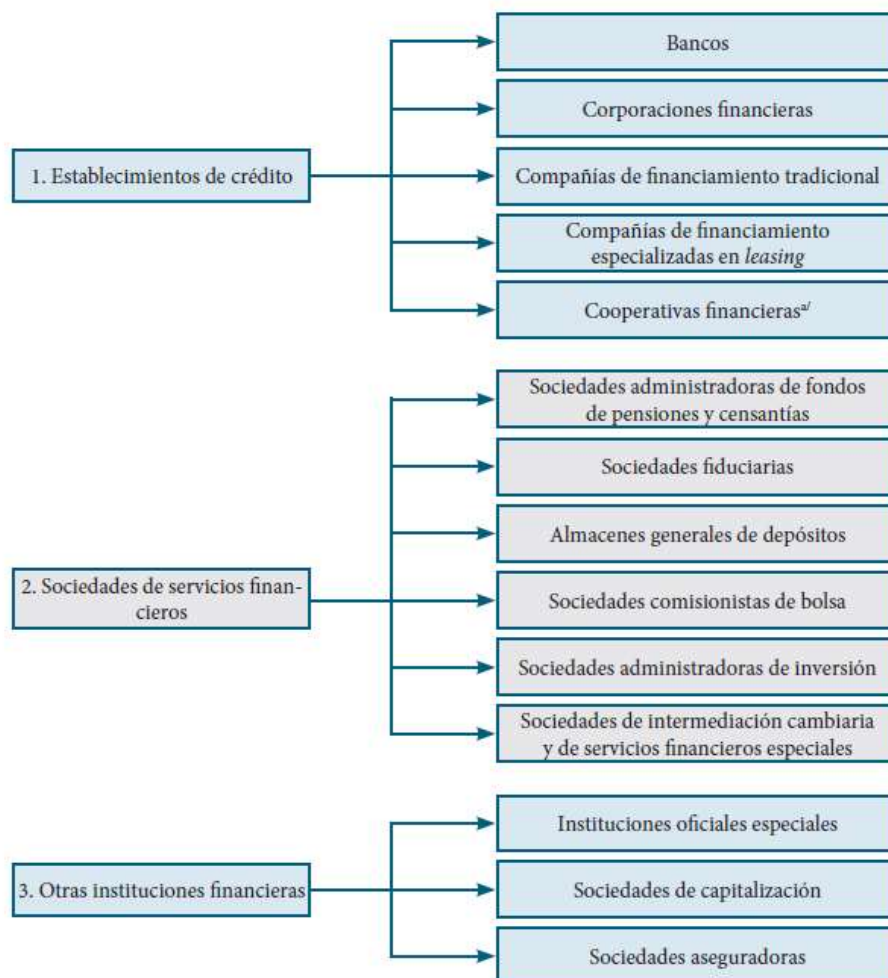 Bancos
Corporaciones financieras
1. Establecimientos de crédito
Compañías de financiamiento tradicional
Compañías de financiamiento
especializadas en leasing
Cooperativas financierasa/
Sociedades administradoras de fondos
de pensiones y censantías
Sociedades fiduciarias
Almacenes generales de depósitos
2. Sociedades de servicios finan-
cieros
Sociedades comisionistas de bolsa
Sociedades administradoras de inversión
Sociedades de intermediación cambiaria
y de servicios financieros especiales
Instituciones oficiales especiales
3. Otras instituciones financieras
Sociedades de capitalización
Sociedades aseguradoras